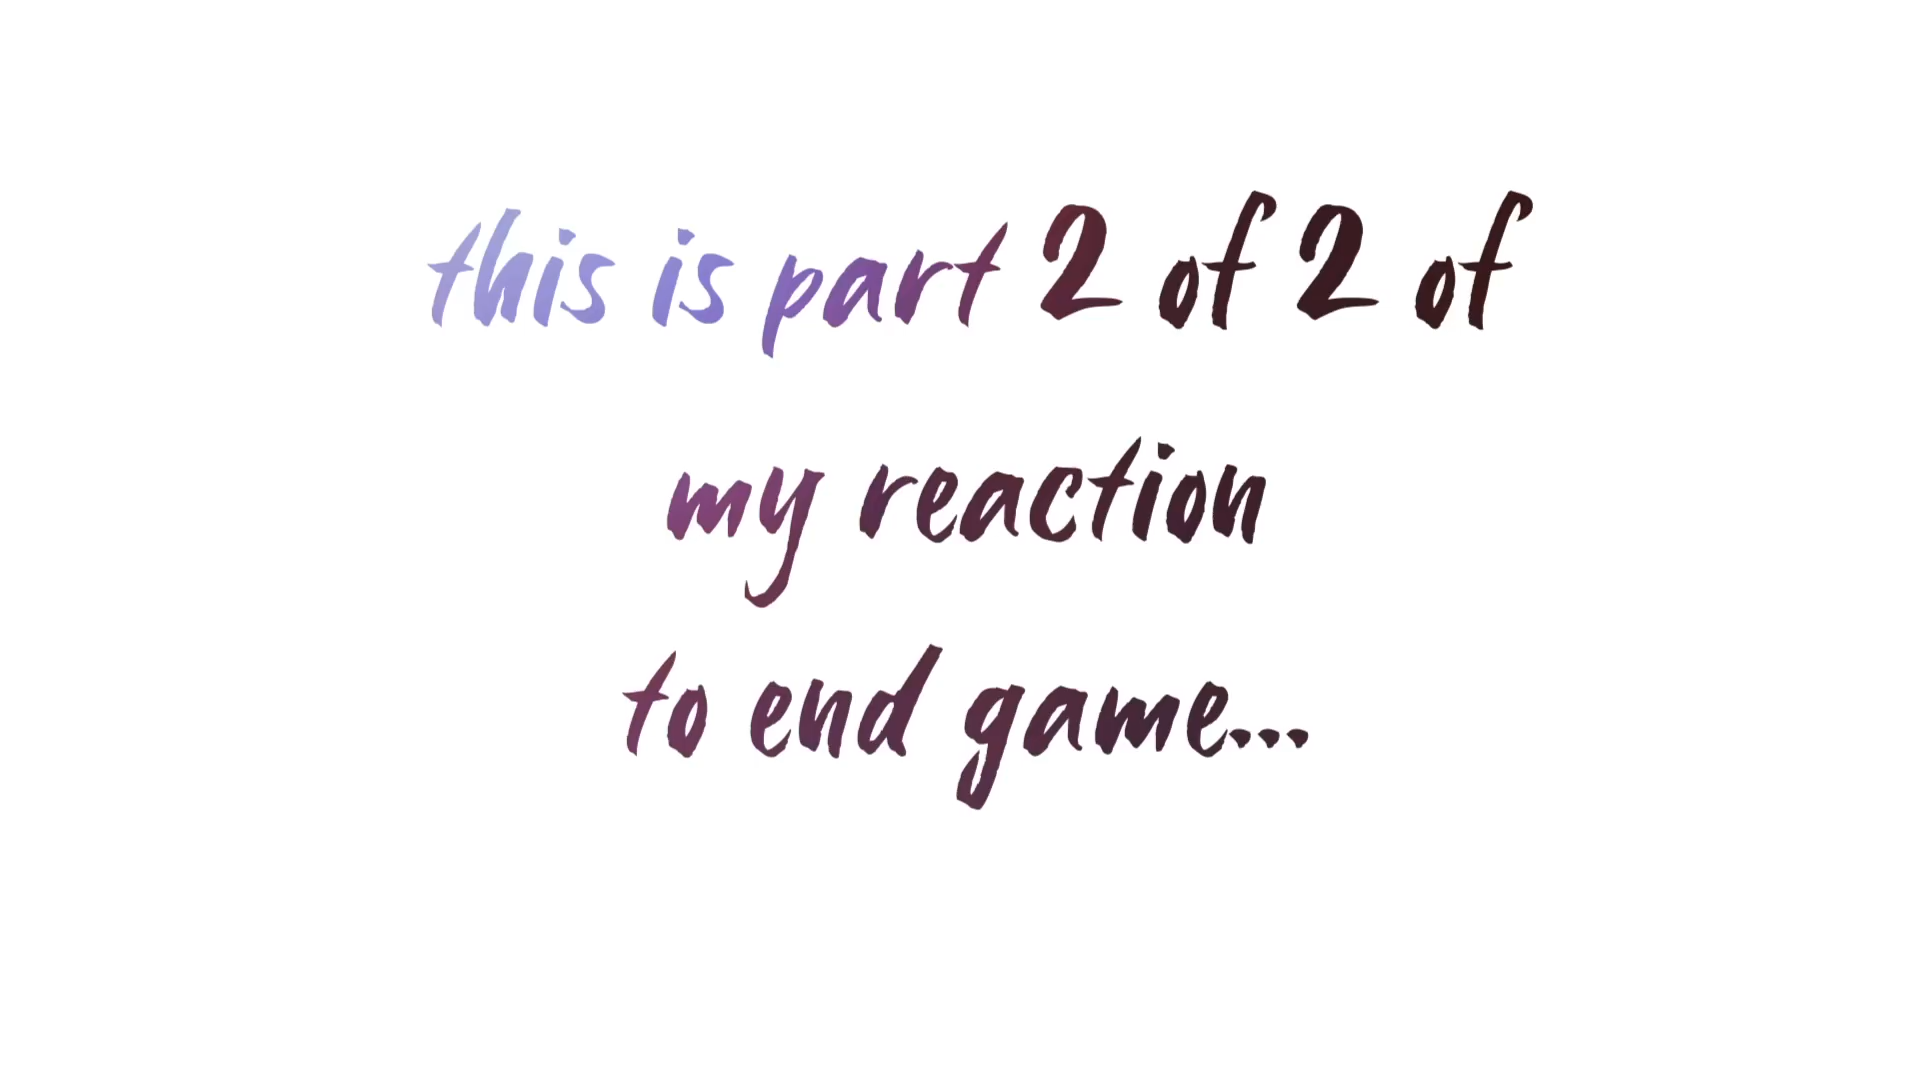 this is part 2 of 2 of
my reaction
to end game...